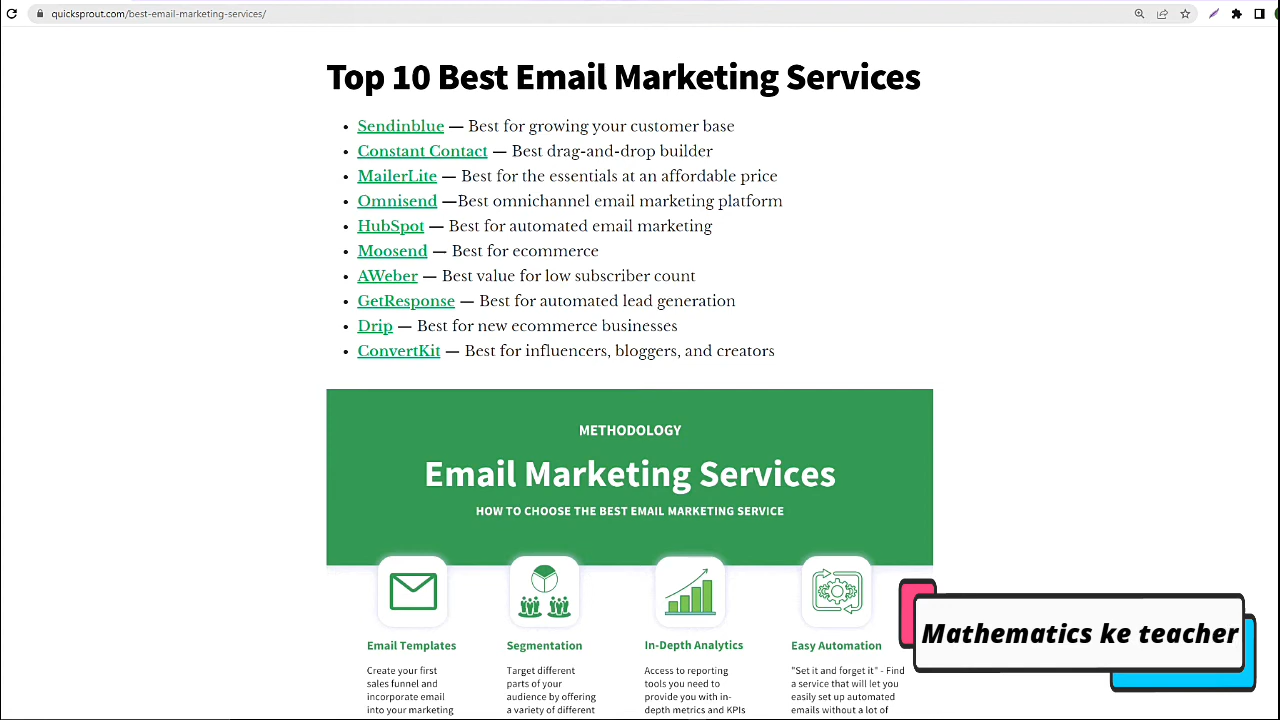 quicksprout.com/best-email-marketing-services/
Top 10 Best Email Marketing Services
• Sendinblue — Best for growing your customer base
• Constant Contact — Best drag-and-drop builder
• MailerLite — Best for the essentials at an affordable price
• Omnisend —Best omnichannel email marketing platform
• HubSpot — Best for automated email marketing
• Moosend — Best for ecommerce
• AWeber — Best value for low subscriber count
• GetResponse — Best for automated lead generation
• Drip — Best for new ecommerce businesses
• ConvertKit — Best for influencers, bloggers, and creators
METHODOLOGY
Email Marketing Services
HOW TO CHOOSE THE BEST EMAIL MARKETING SERVICE
Email Templates
Create your first
sales funnel and
incorporate email
into your marketing
Segmentation
Target different
parts of your
audience by offering
a variety of different
In-Depth Analytics
Access to reporting
tools you need to
provide you with in-
depth metrics and KPIs
Easy Automation
"Set it and forget it" - Find
a service that will let you
easily set up automated
emails without a lot of
Mathematics ke teacher